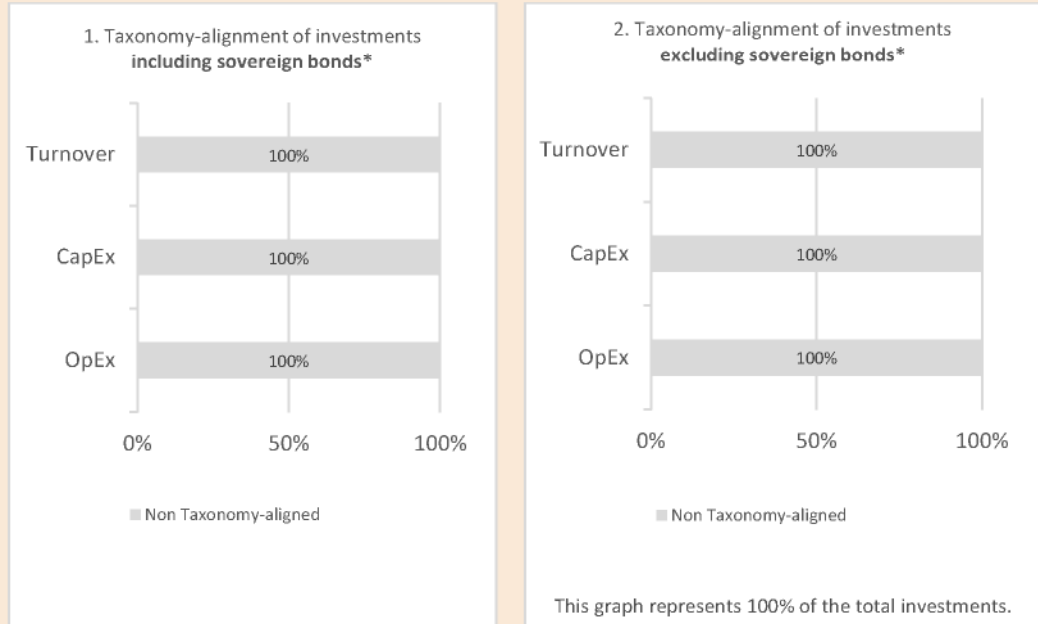 1. Taxonomy-alignment of investments
including sovereign bonds*
Turnover
100%
CapEx
100%
OpEx
100%
0% 50% 100%
Non Taxonomy-aligned
2. Taxonomy-alignment of investments
excluding sovereign bonds*
Turnover
100%
CapEx
100%
OpEx
100%
0% 50% 100%
Non Taxonomy-aligned
This graph represents 100% of the total investments.